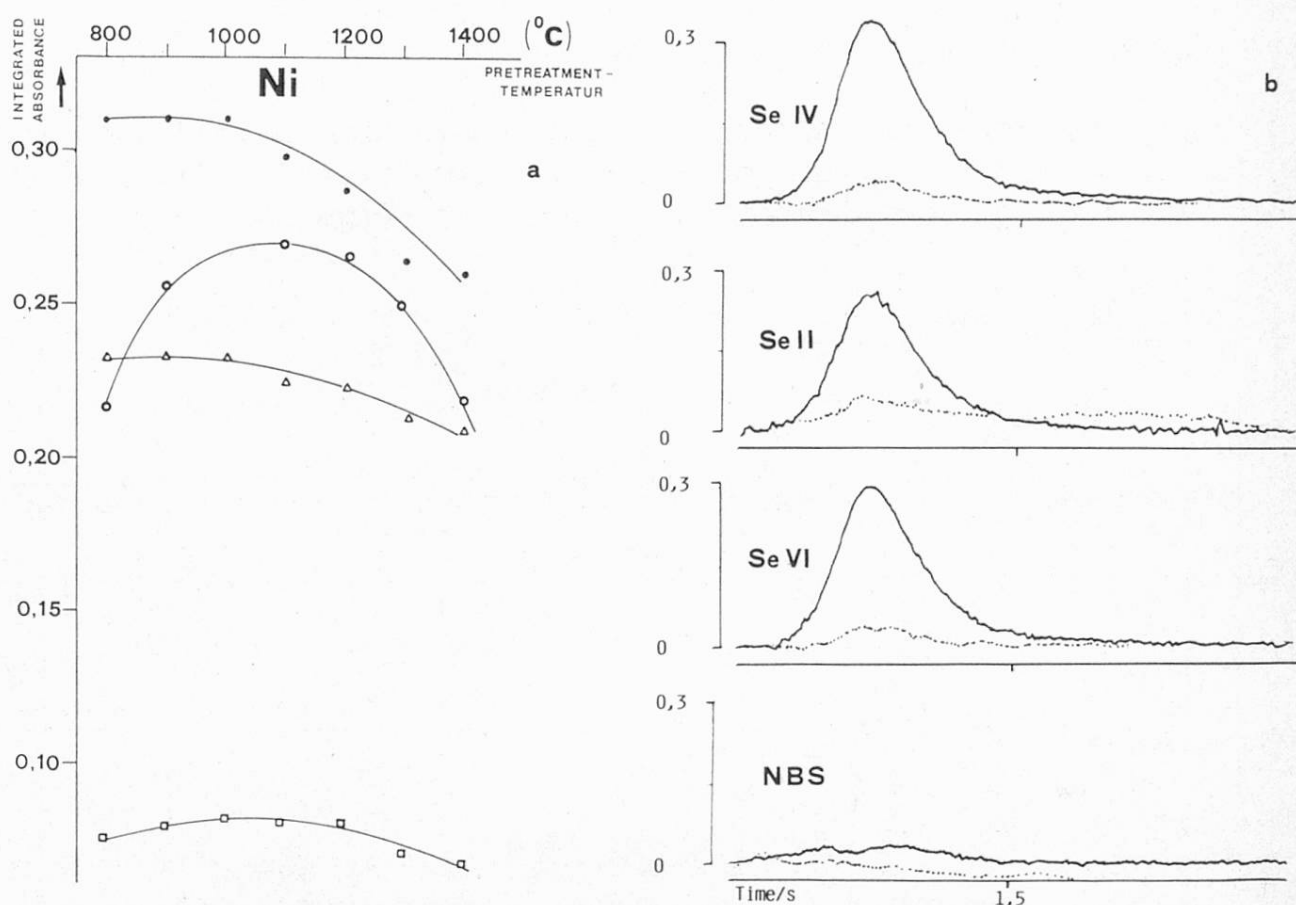 INTEGRATED
ABSORBANCE
800 1000 1200 1400 (°C)
Ni
PRETREATMENT-
TEMPERATUR
a
0,30
0,25
0,20
0,15
0,10
b
0,3
Se IV
0
0,3
Se II
0
0,3
Se VI
0
0,3
NBS
0
Time/s 1,5